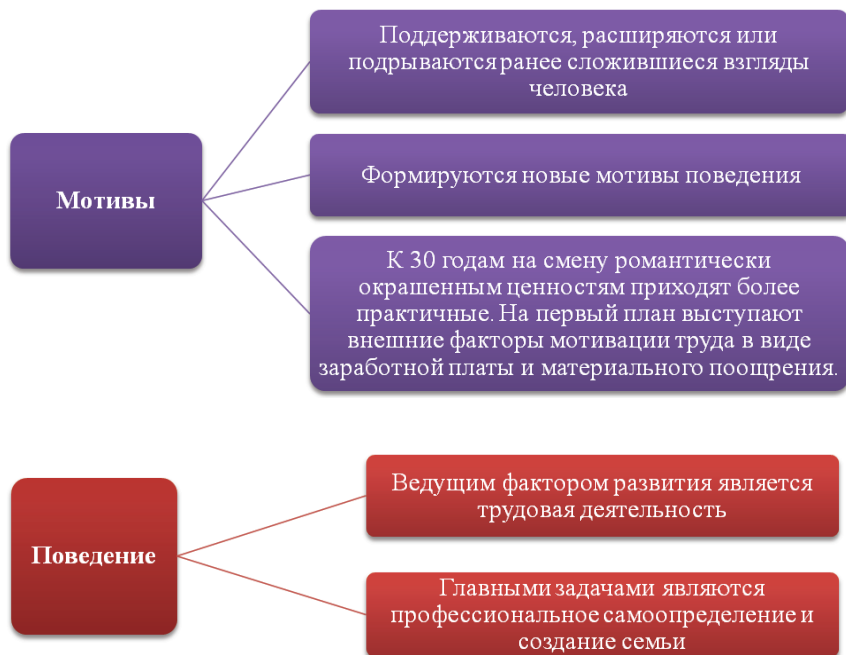 Мотивы
Поддерживаются, расширяются или
подрываются ранее сложившиеся взгляды
человека
Формируются новые мотивы поведения
К 30 годам на смену романтически
окрашенным ценностям приходят более
практичные. На первый план выступают
внешние факторы мотивации труда в виде
заработной платы и материального поощрения.
Поведение
Ведущим фактором развития является
трудовая деятельность
Главными задачами являются
профессиональное самоопределение и
создание семьи